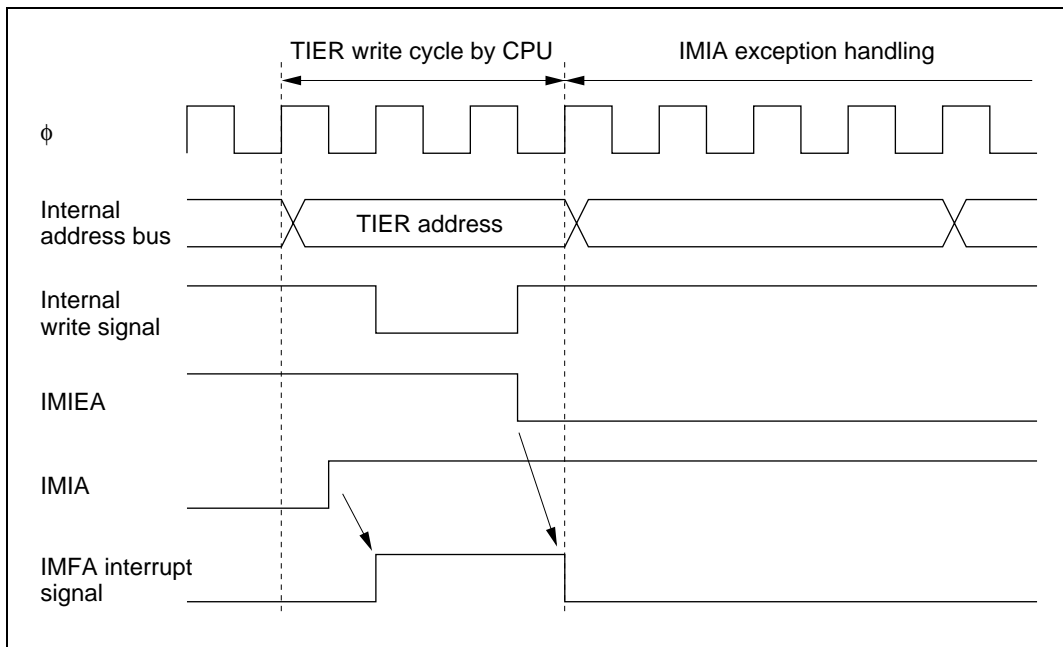 TIER write cycle by CPU IMIA exception handling
φ
Internal
address bus
TIER address
Internal
write signal
IMIEA
IMIA
IMFA interrupt
signal